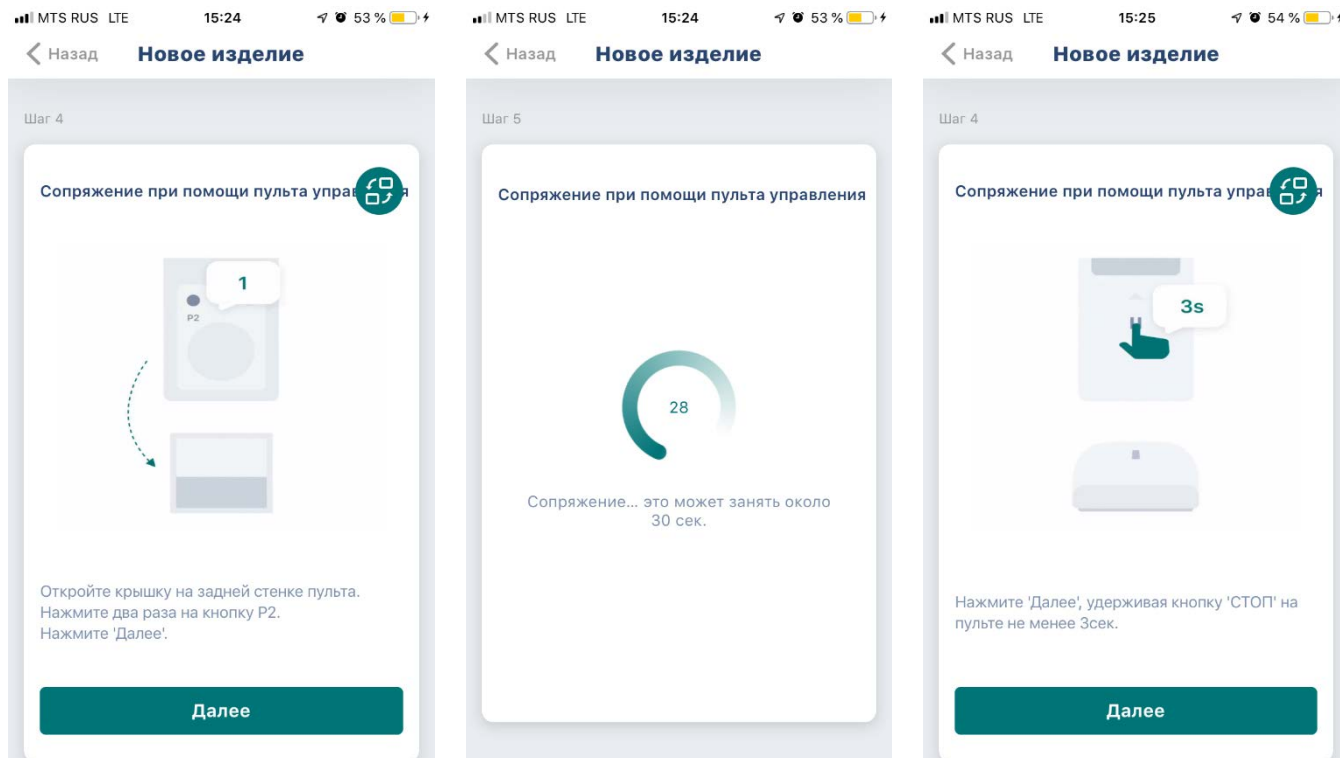 MTS RUS LTE 15:24 53 %
Назад Новое изделие
Шаг 4
Сопряжение при помощи пульта упра я
1
P2
Откройте крышку на задней стенке пульта.
Нажмите два раза на кнопку P2.
Нажмите 'Далее'.
Далее
MTS RUS LTE 15:24 53 %
Назад Новое изделие
Шаг 5
Сопряжение при помощи пульта управления
28
Сопряжение... это может занять около
30 сек.
MTS RUS LTE 15:25 54 %
Назад Новое изделие
Шаг 4
Сопряжение при помощи пульта упра я
3s
Нажмите 'Далее', удерживая кнопку 'СТОП' на
пульте не менее 3сек.
Далее